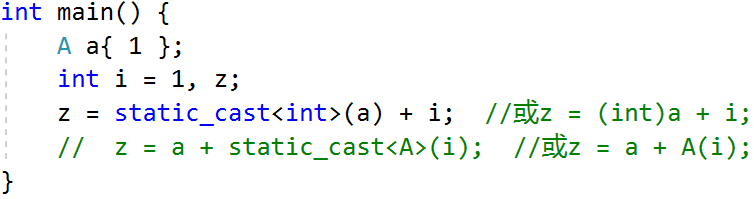 int main() {
    A a{ 1 };
    int i = 1, z;
    z = static_cast<int>(a) + i;  //或z = (int)a + i;
    //  z = a + static_cast<A>(i);  //或z = a + A(i);
}